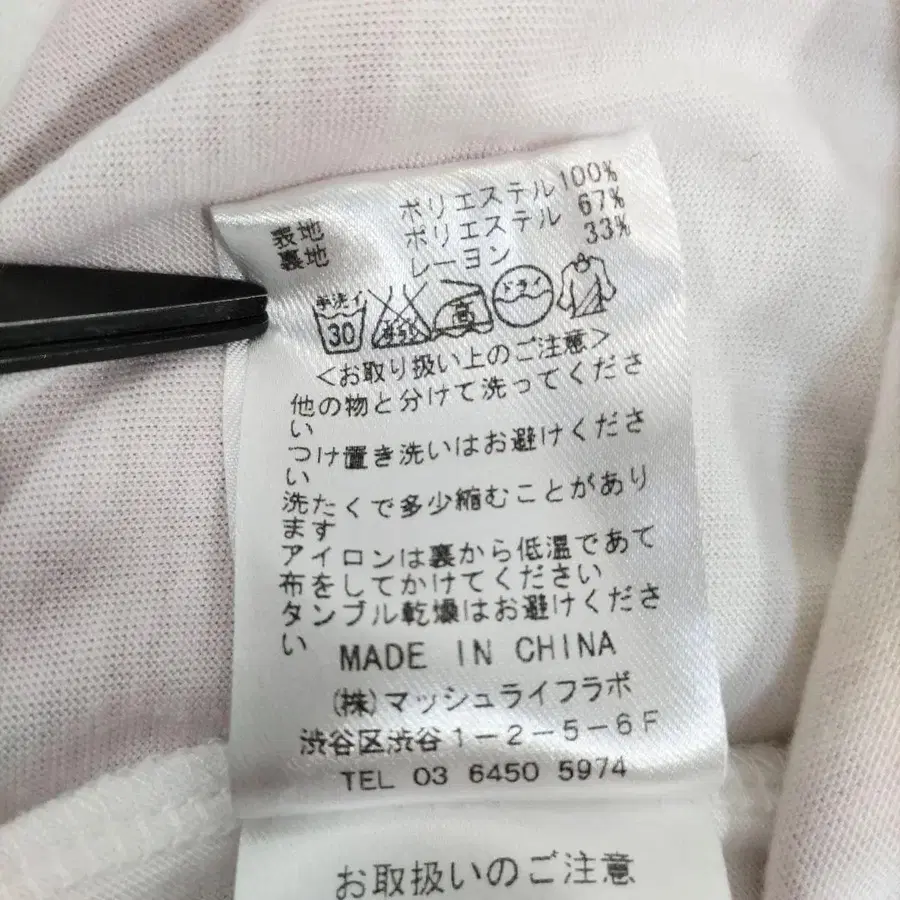 表地 ポリエステル100%
裏地 ポリエステル 67%
レーヨン 33%
手洗イ ドライ
30 高
<お取り扱い上のご注意>
他の物と分けて洗ってくださ
い
つけ置き洗いはお避けくださ
い
洗たくで多少縮むことがあり
ます
アイロンは裏から低温であて
布をしてかけてください
タンブル乾燥はお避けくださ
い
MADE IN CHINA
(株)マッシュライフラボ
渋谷区渋谷1-2-5-6F
TEL 03 6450 5974
お取扱いのご注意